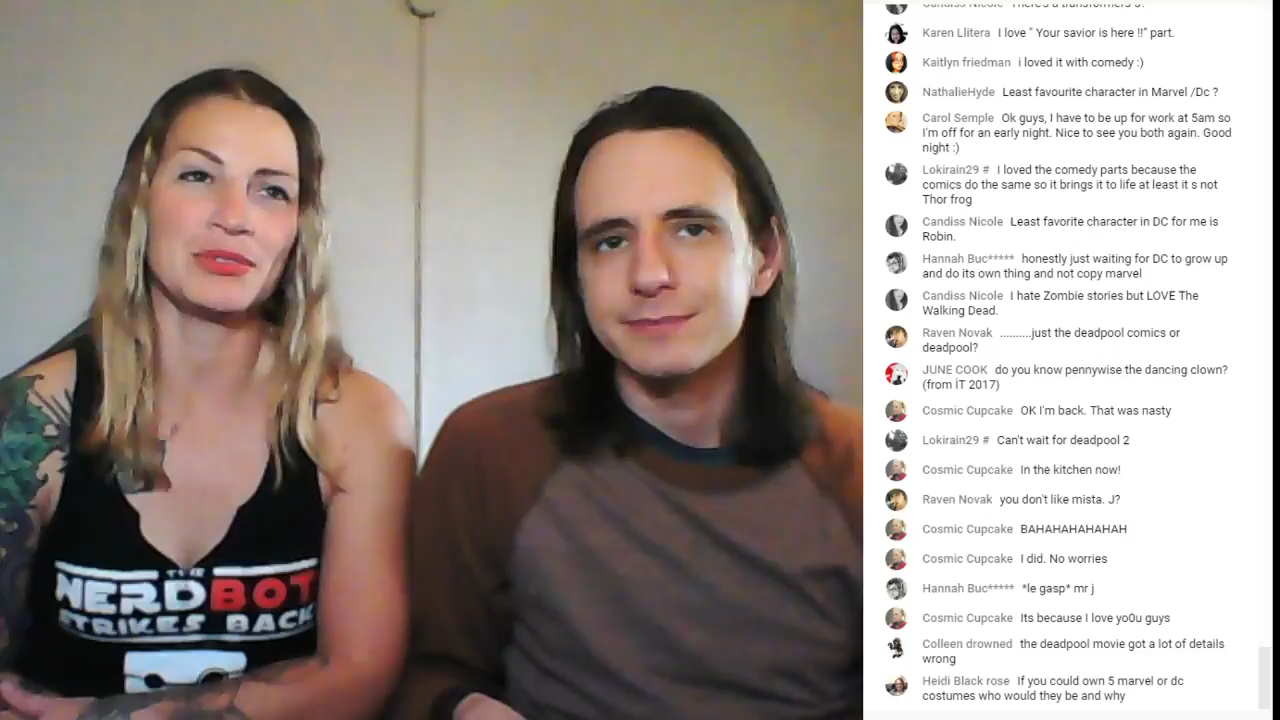 THE
NERDBOT
STRIKES BACK
Candiss Nicole There's a transformers 5?
Karen Llitera I love " Your savior is here !!" part.
Kaitlyn friedman i loved it with comedy :)
NathalieHyde Least favourite character in Marvel /Dc ?
Carol Semple Ok guys, I have to be up for work at 5am so
I'm off for an early night. Nice to see you both again. Good
night :)
Lokirain29 # I loved the comedy parts because the
comics do the same so it brings it to life at least it s not
Thor frog
Candiss Nicole Least favorite character in DC for me is
Robin.
Hannah Buc***** honestly just waiting for DC to grow up
and do its own thing and not copy marvel
Candiss Nicole I hate Zombie stories but LOVE The
Walking Dead.
Raven Novak ..........just the deadpool comics or
deadpool?
JUNE COOK do you know pennywise the dancing clown?
(from İT 2017)
Cosmic Cupcake OK I'm back. That was nasty
Lokirain29 # Can't wait for deadpool 2
Cosmic Cupcake In the kitchen now!
Raven Novak you don't like mista. J?
Cosmic Cupcake BAHAHAHAHAHAH
Cosmic Cupcake I did. No worries
Hannah Buc***** *le gasp* mr j
Cosmic Cupcake Its because I love yo0u guys
Colleen drowned the deadpool movie got a lot of details
wrong
Heidi Black rose If you could own 5 marvel or dc
costumes who would they be and why